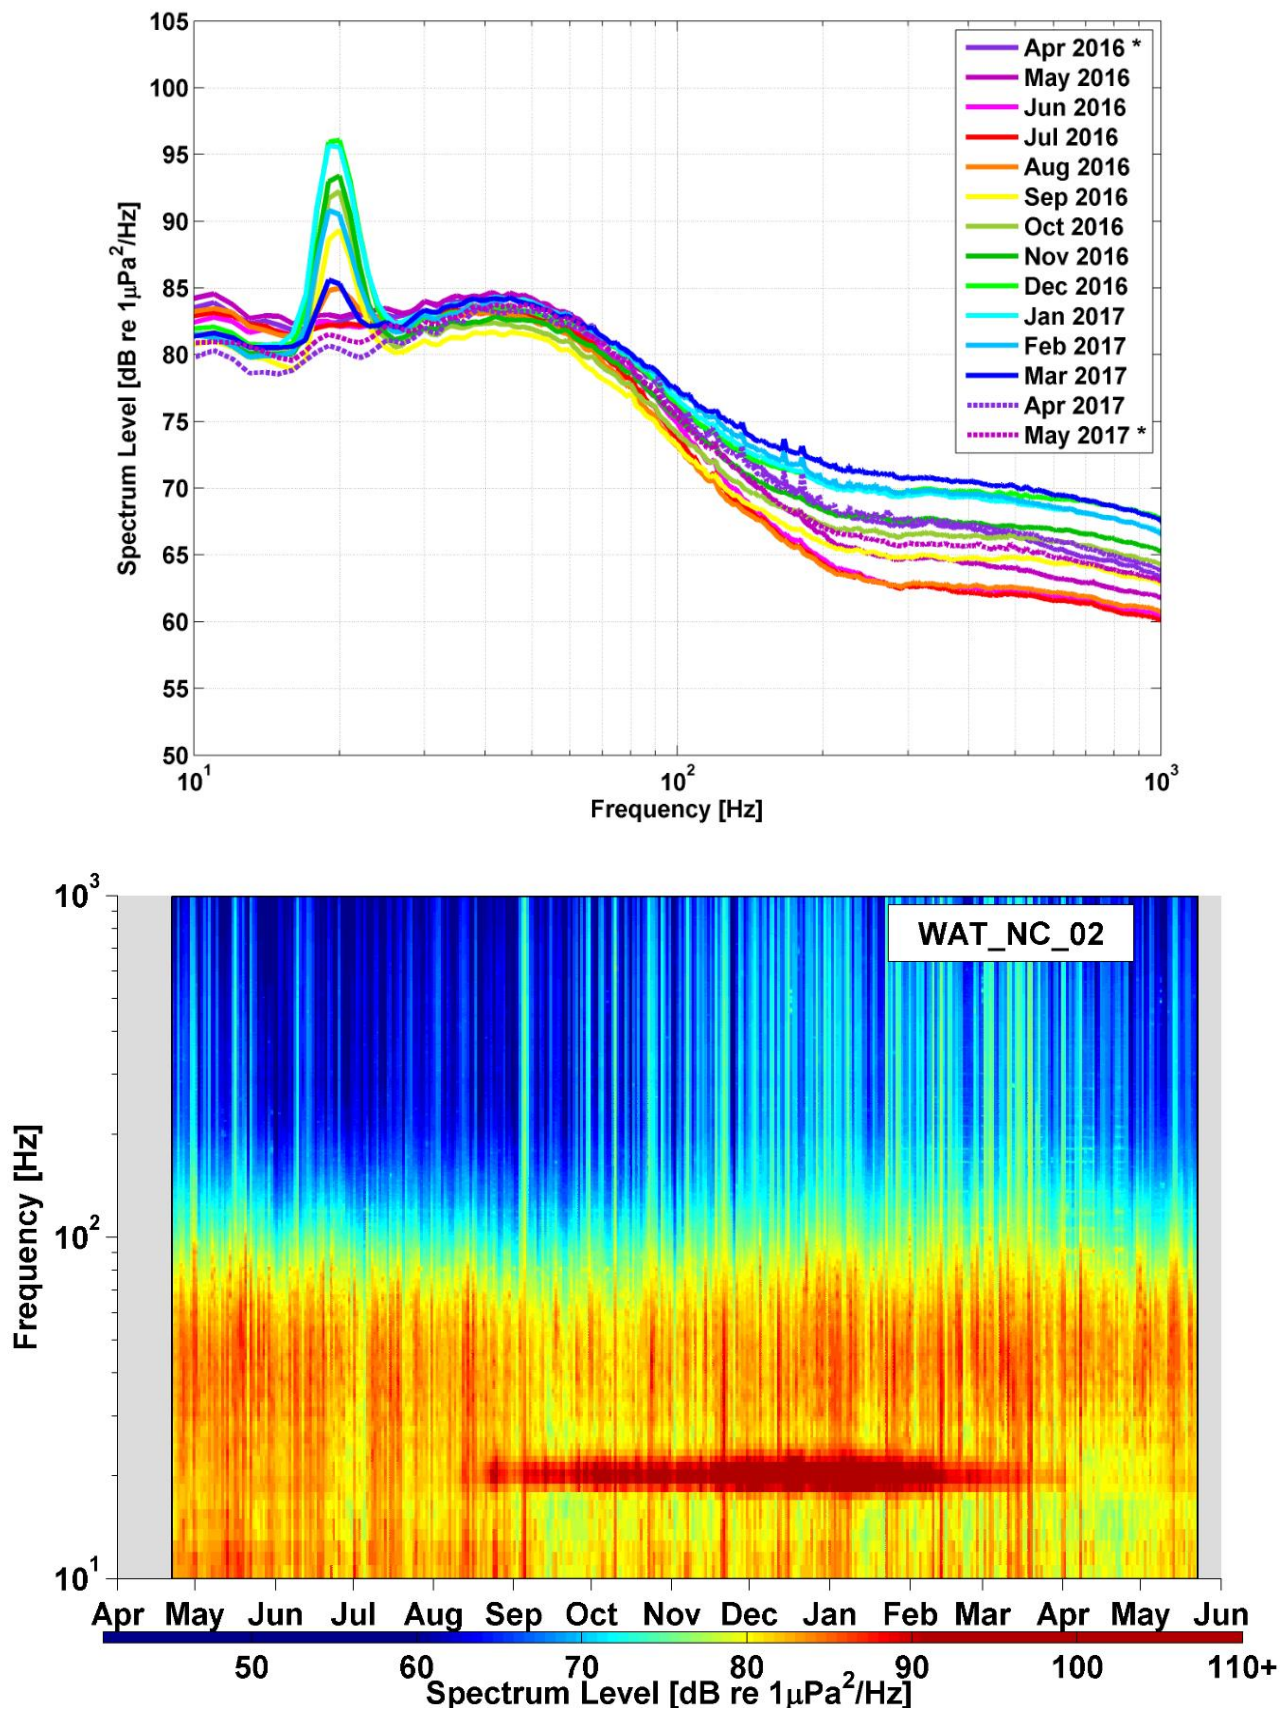 105
100
95
90
85
80
75
70
65
60
55
50
Spectrum Level [dB re 1μPa²/Hz]
10¹ 10² 10³
Frequency [Hz]
Apr 2016 *
May 2016
Jun 2016
Jul 2016
Aug 2016
Sep 2016
Oct 2016
Nov 2016
Dec 2016
Jan 2017
Feb 2017
Mar 2017
Apr 2017
May 2017 *
10³
10²
10¹
Frequency [Hz]
WAT_NC_02
Apr May Jun Jul Aug Sep Oct Nov Dec Jan Feb Mar Apr May Jun
50 60 70 80 90 100 110+
Spectrum Level [dB re 1μPa²/Hz]